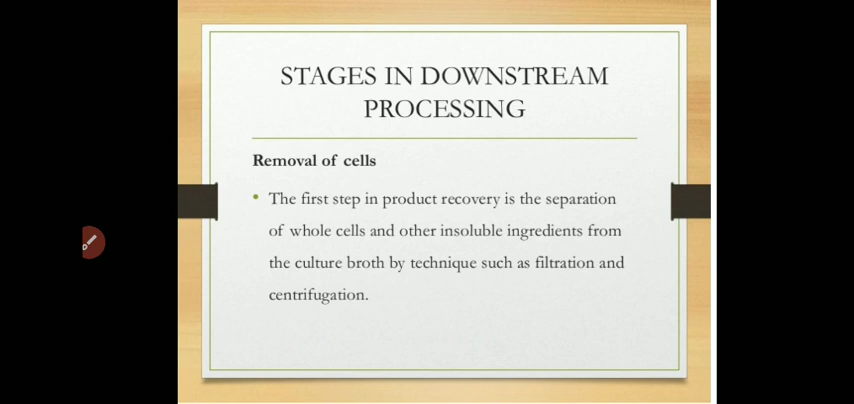 STAGES IN DOWNSTREAM
PROCESSING
Removal of cells
• The first step in product recovery is the separation
of whole cells and other insoluble ingredients from
the culture broth by technique such as filtration and
centrifugation.